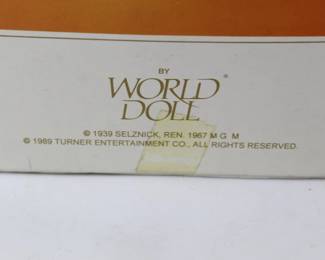 BY
WORLD®
DOLL
© 1939 SELZNICK, REN. 1967 M G M
© 1989 TURNER ENTERTAINMENT CO., ALL RIGHTS RESERVED.